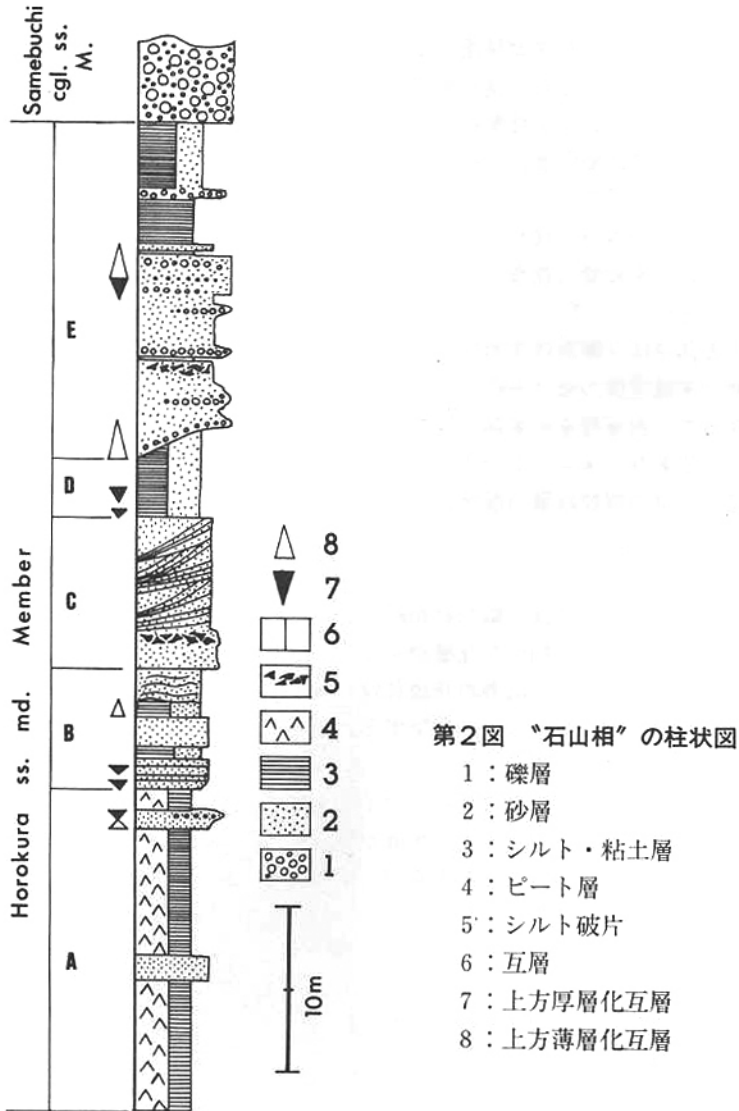 Samebuchi
cgl. ss.
M.
Horokura ss. md. Member
E
D
C
B
A
8
7
6
5
4
3
2
1
10m
第2図 〝石山相〟の柱状図
1：礫層
2：砂層
3：シルト・粘土層
4：ピート層
5：シルト破片
6：互層
7：上方厚層化互層
8：上方薄層化互層